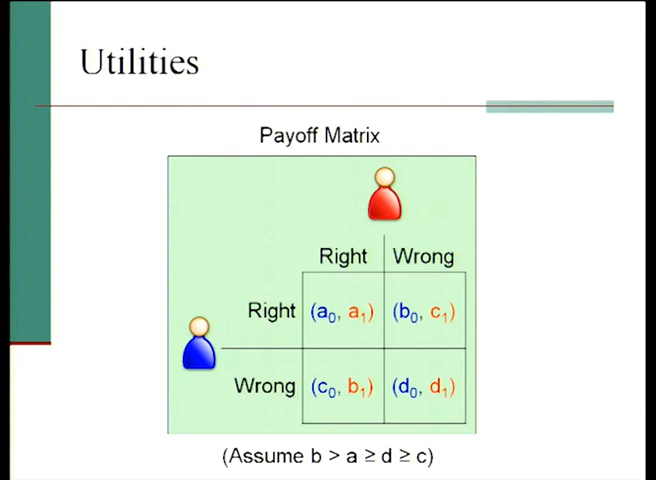 Utilities
Payoff Matrix
Right Wrong
Right (a₀, a₁) (b₀, c₁)
Wrong (c₀, b₁) (d₀, d₁)
(Assume b > a ≥ d ≥ c)